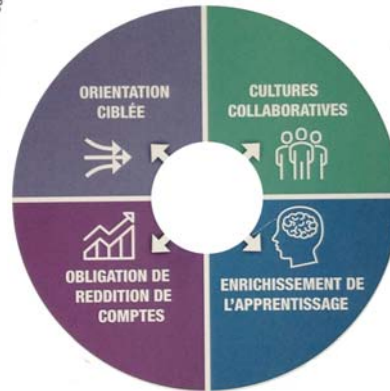 ORIENTATION
CIBLÉE
CULTURES
COLLABORATIVES
OBLIGATION DE
REDDITION DE
COMPTES
ENRICHISSEMENT DE
L'APPRENTISSAGE